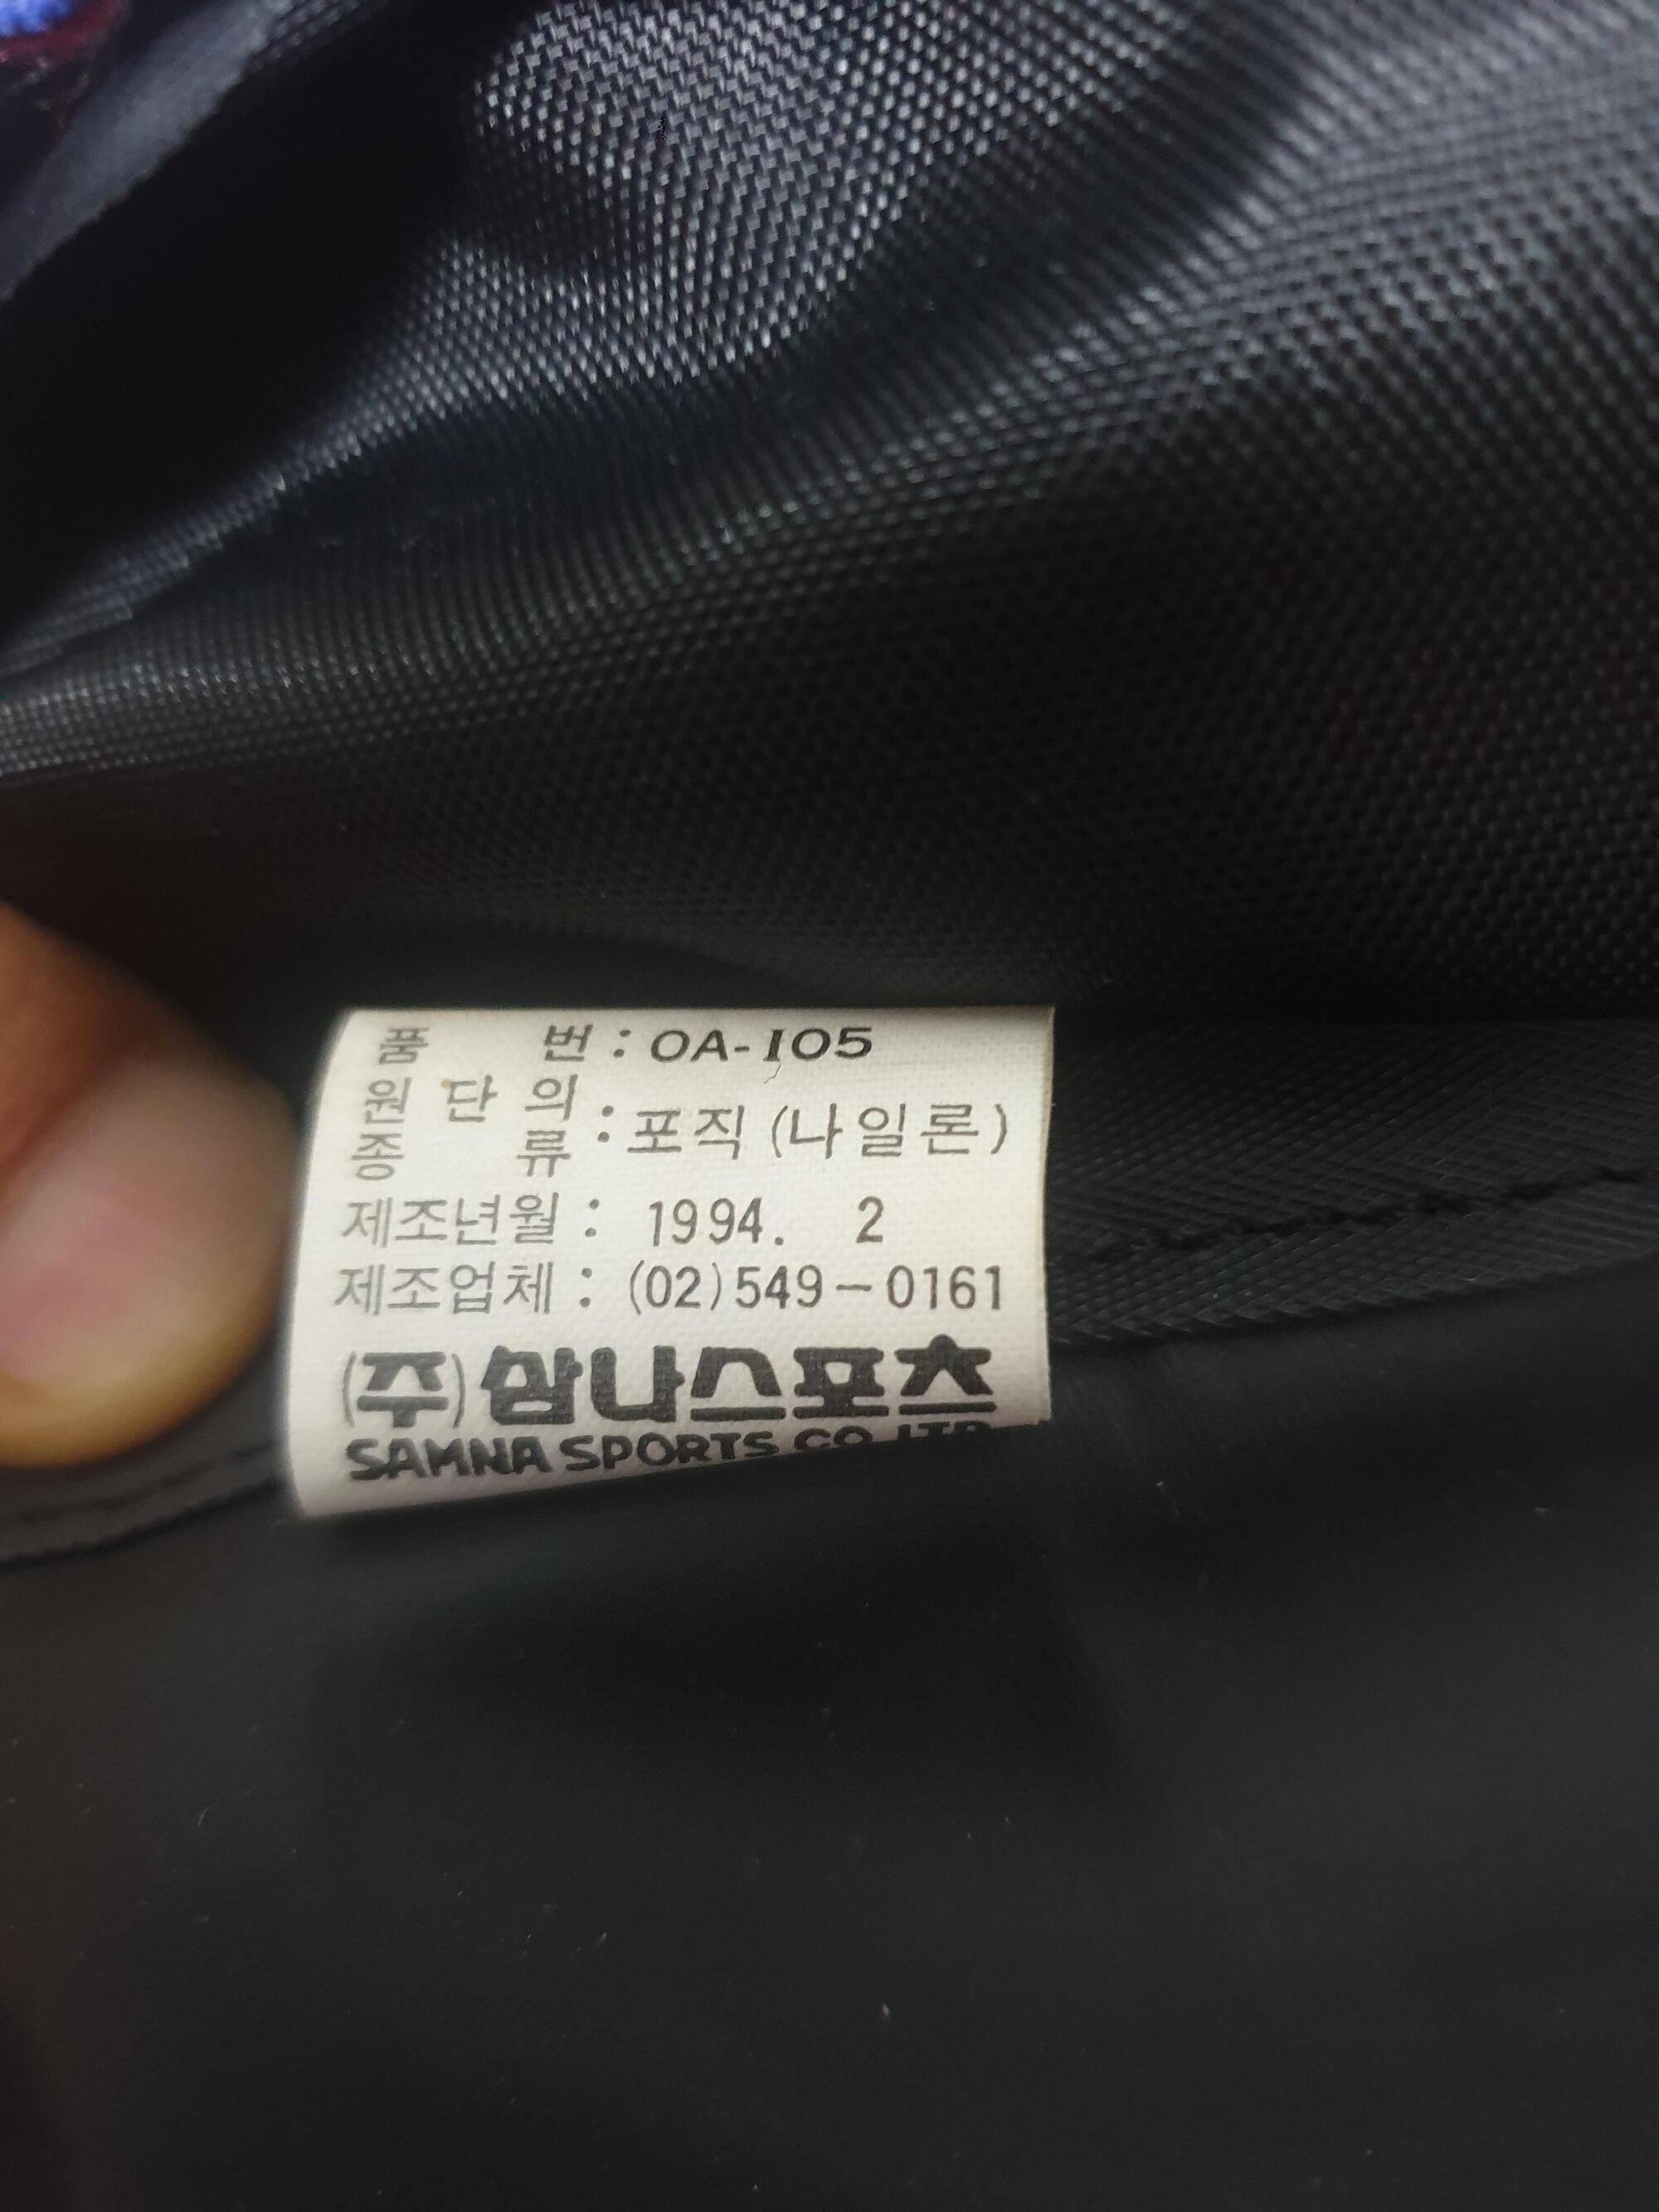 품 번 : OA-105
원 단 의
종 류 : 포직 (나일론)
제조년월 : 1994. 2
제조업체 : (02)549-0161
(주)삼나스포츠
SAMNA SPORTS CO LTD